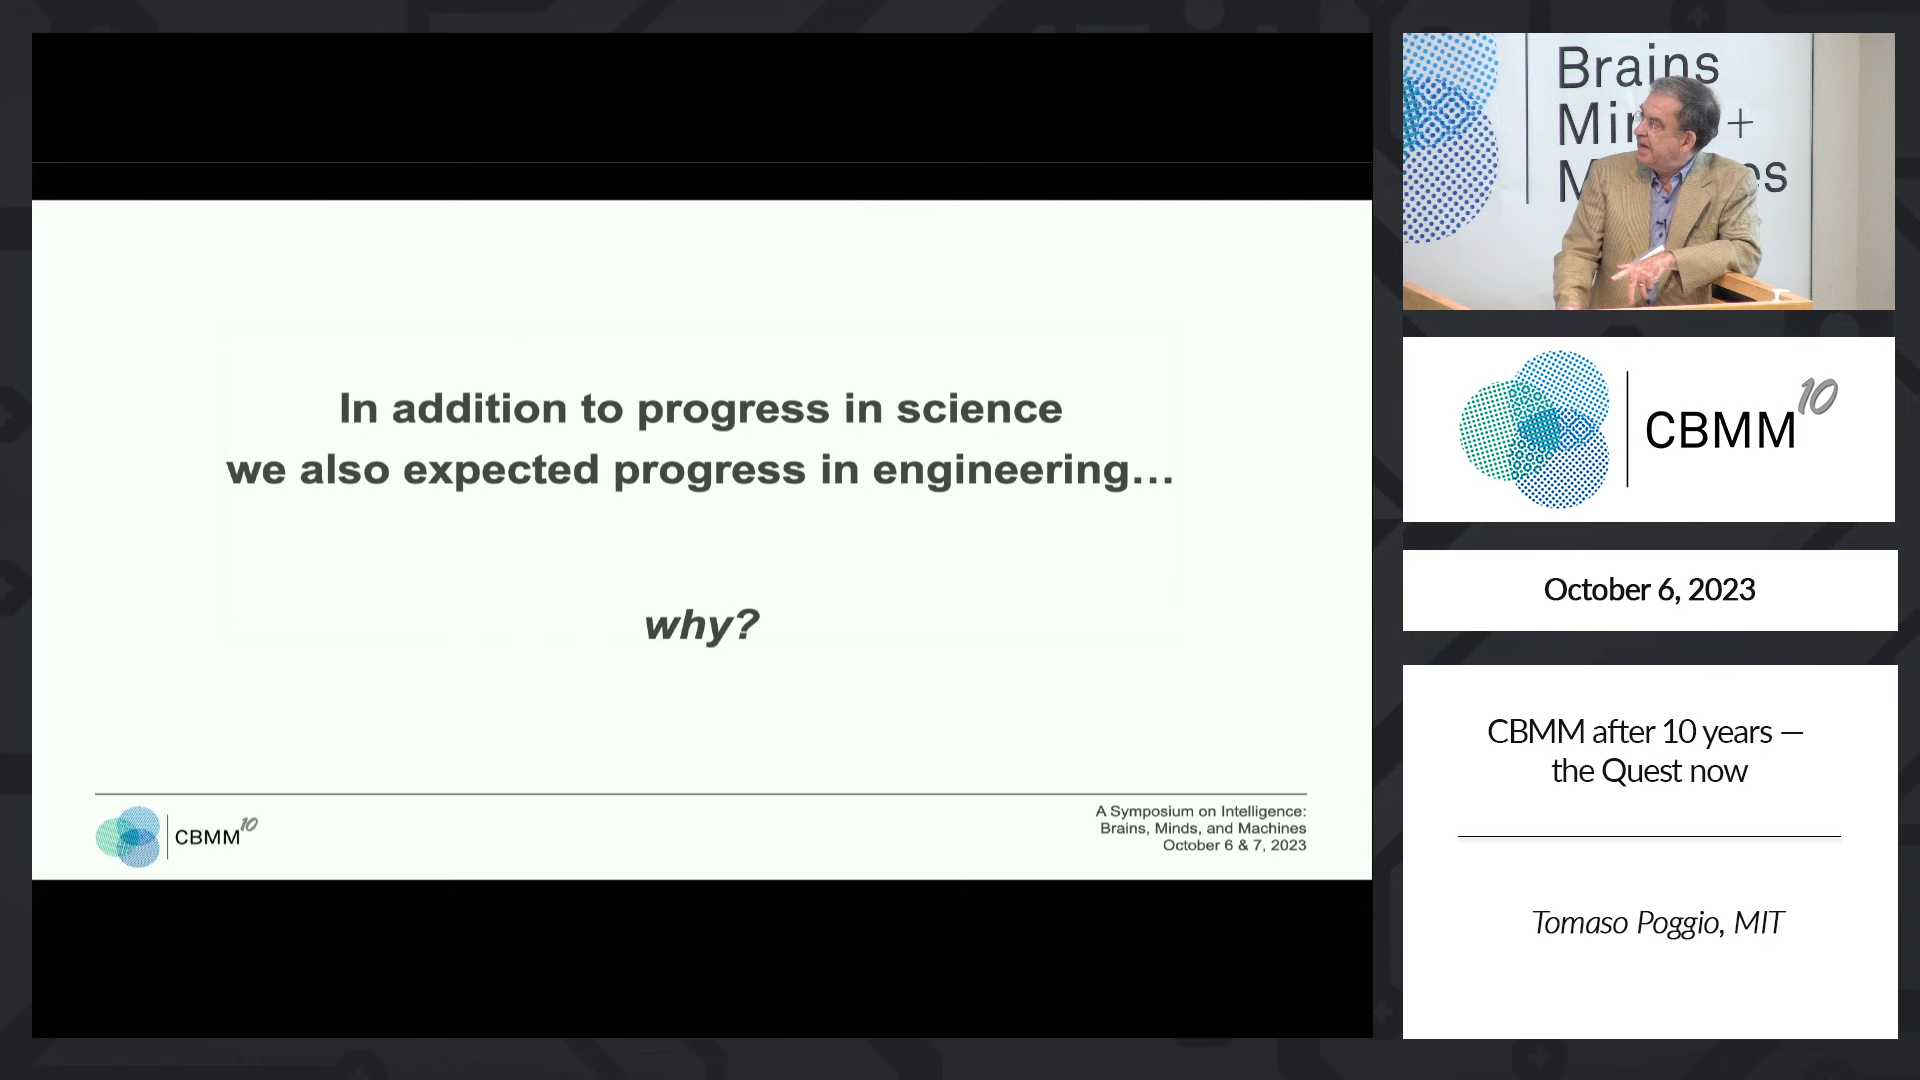 In addition to progress in science
we also expected progress in engineering...
why?
CBMM10
A Symposium on Intelligence:
Brains, Minds, and Machines
October 6 & 7, 2023
Brains
+
CBMM10
October 6, 2023
CBMM after 10 years —
the Quest now
Tomaso Poggio, MIT